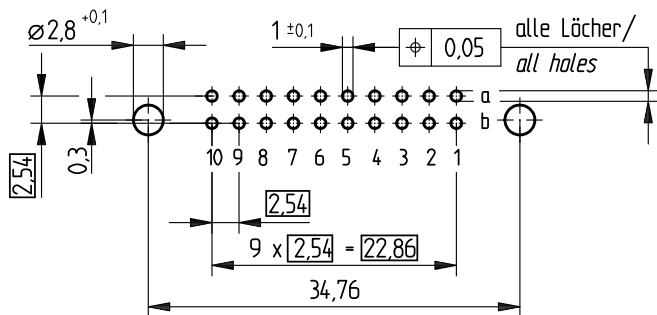 ⌀2,8 +0,1
1 ±0,1
⌖ 0,05
alle Löcher/
all holes
a
b
2,54
0,3
10 9 8 7 6 5 4 3 2 1
2,54
9 x 2,54 = 22,86
34,76